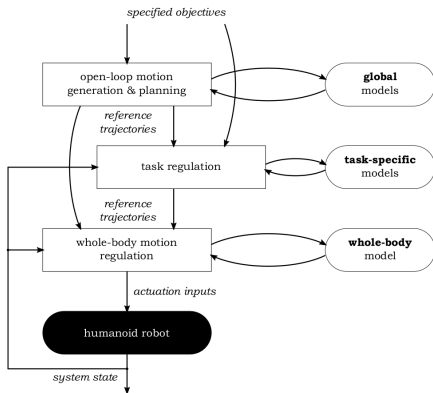 specified objectives
open-loop motion
generation & planning
global
models
reference
trajectories
task regulation
task-specific
models
reference
trajectories
whole-body motion
regulation
whole-body
model
actuation inputs
humanoid robot
system state